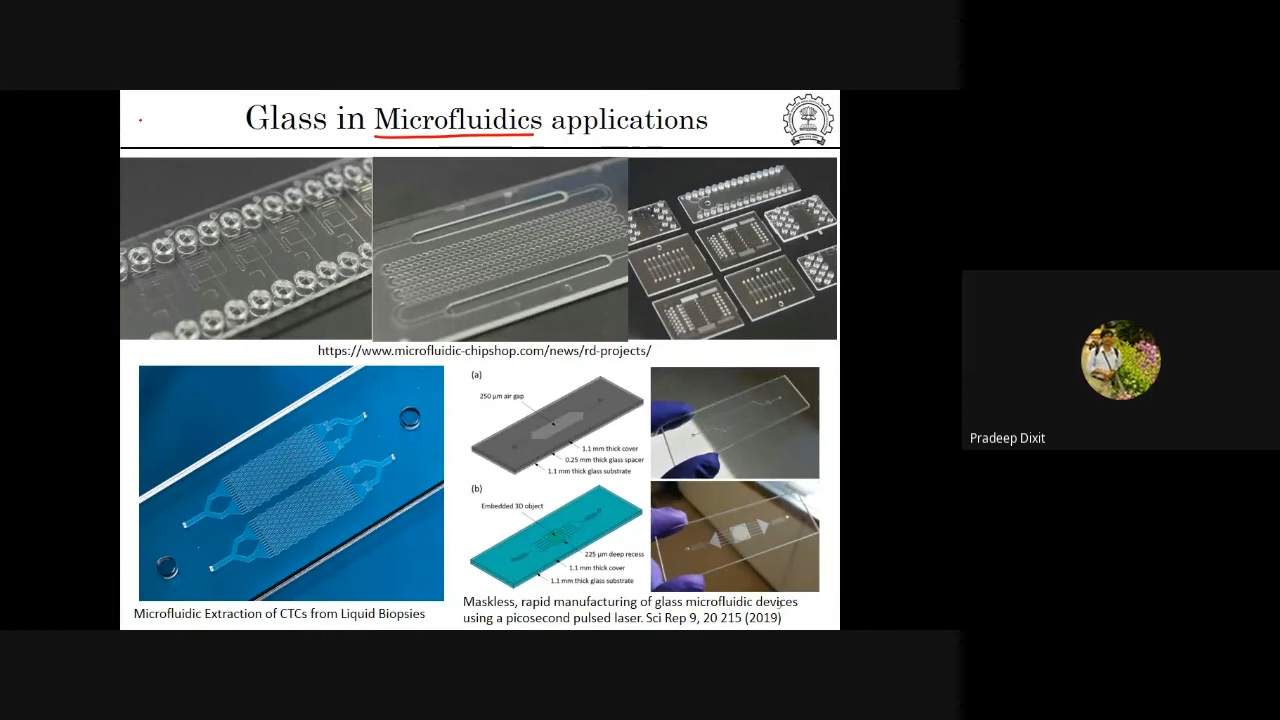 Glass in Microfluidics applications
https://www.microfluidic-chipshop.com/news/rd-projects/
(a)
250 μm air gap
1.1 mm thick cover
0.25 mm thick glass spacer
1.1 mm thick glass substrate
(b)
Embedded 3D object
225 μm deep recess
1.1 mm thick cover
1.1 mm thick glass substrate
Microfluidic Extraction of CTCs from Liquid Biopsies
Maskless, rapid manufacturing of glass microfluidic devices
using a picosecond pulsed laser. Sci Rep 9, 20 215 (2019)
Pradeep Dixit